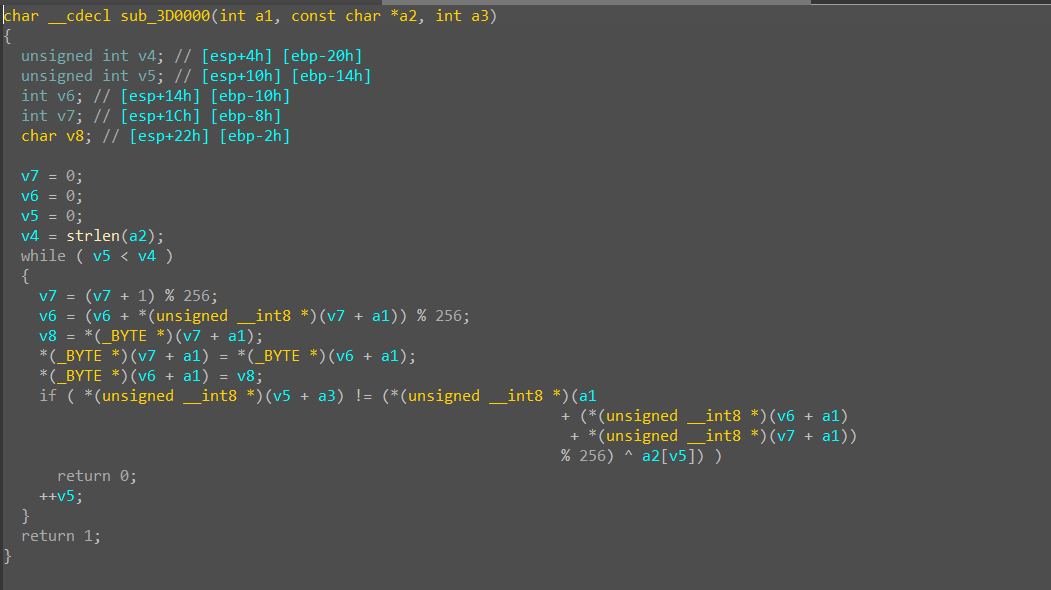 char __cdecl sub_3D0000(int a1, const char *a2, int a3)
{
  unsigned int v4; // [esp+4h] [ebp-20h]
  unsigned int v5; // [esp+10h] [ebp-14h]
  int v6; // [esp+14h] [ebp-10h]
  int v7; // [esp+1Ch] [ebp-8h]
  char v8; // [esp+22h] [ebp-2h]

  v7 = 0;
  v6 = 0;
  v5 = 0;
  v4 = strlen(a2);
  while ( v5 < v4 )
  {
    v7 = (v7 + 1) % 256;
    v6 = (v6 + *(unsigned __int8 *)(v7 + a1)) % 256;
    v8 = *(_BYTE *)(v7 + a1);
    *(_BYTE *)(v7 + a1) = *(_BYTE *)(v6 + a1);
    *(_BYTE *)(v6 + a1) = v8;
    if ( *(unsigned __int8 *)(v5 + a3) != (*(unsigned __int8 *)(a1
                                                              + (*(unsigned __int8 *)(v6 + a1)
                                                               + *(unsigned __int8 *)(v7 + a1))
                                                              % 256) ^ a2[v5]) )
      return 0;
    ++v5;
  }
  return 1;
}